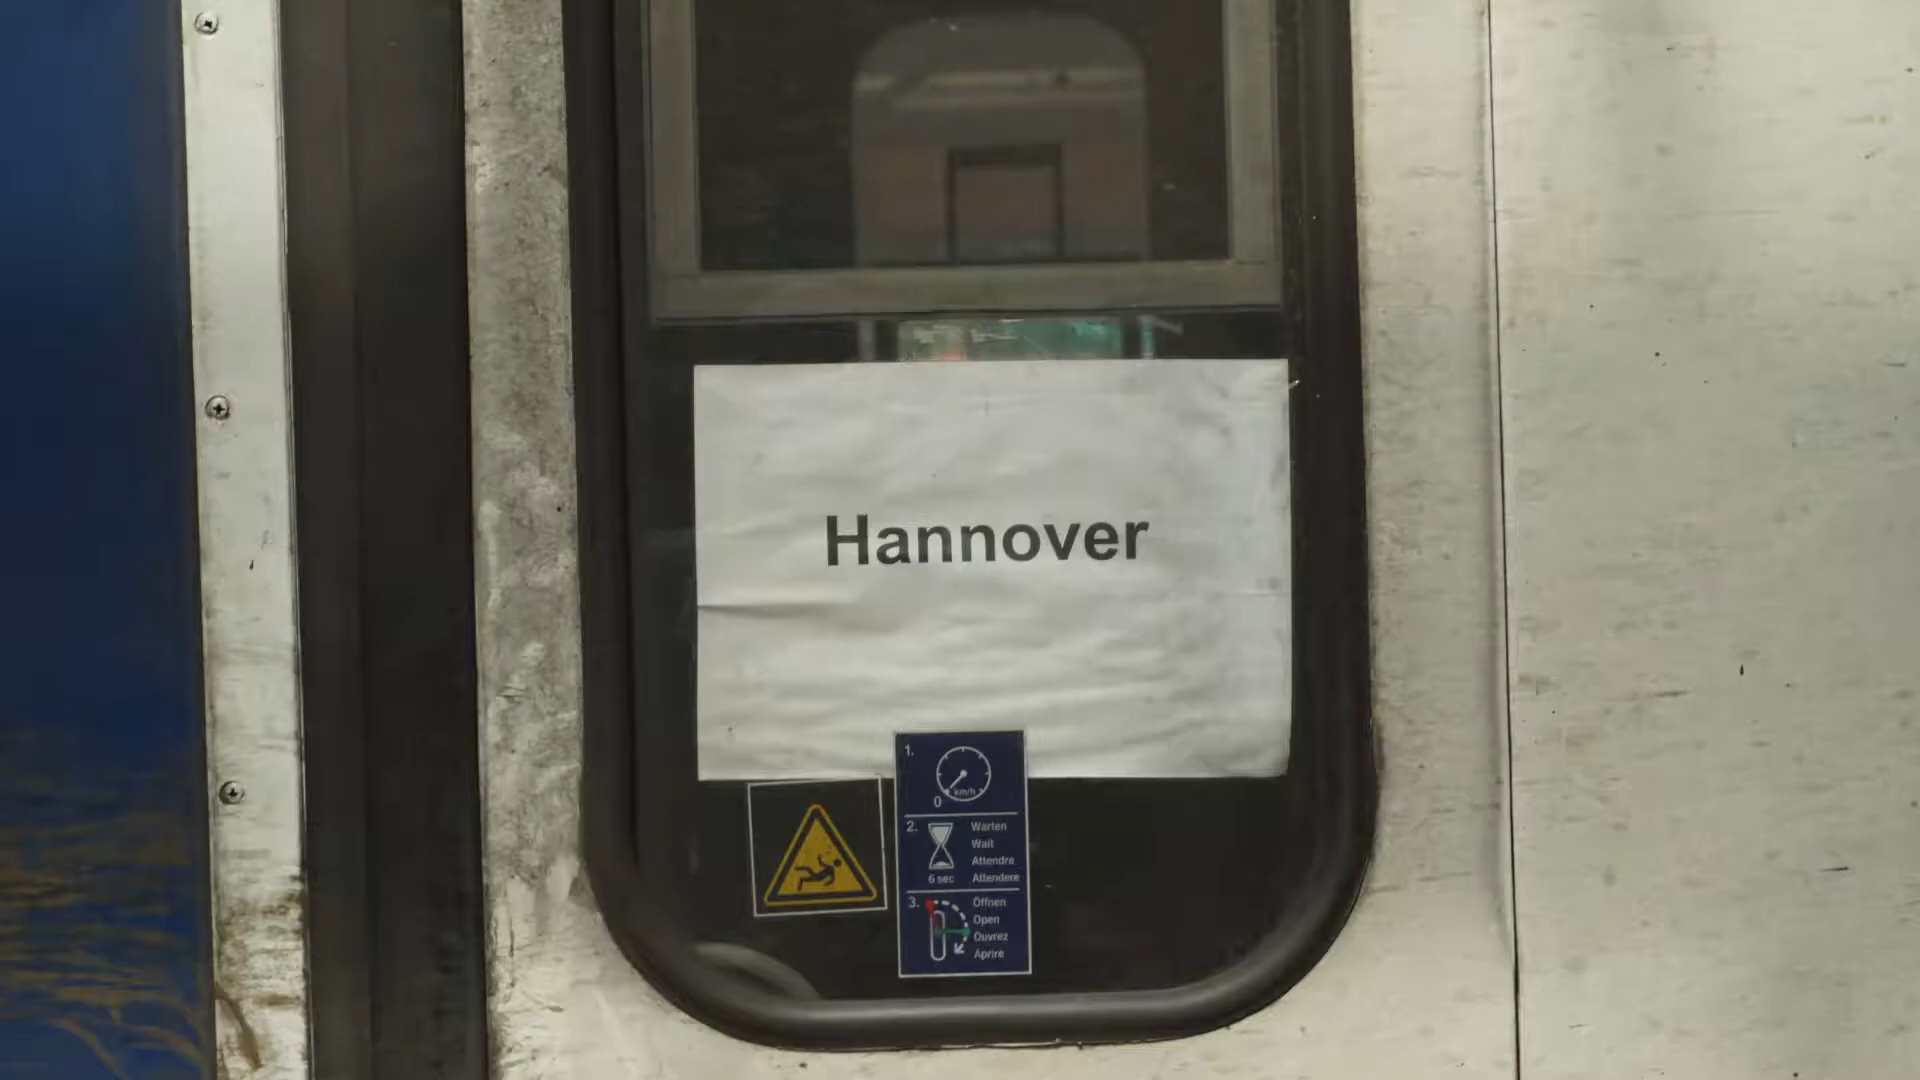 Hannover
1.
km/h
0
2.
Warten
Wait
Attendre
6 sec Attendere
3.
Öffnen
Open
Ouvrez
Aprire